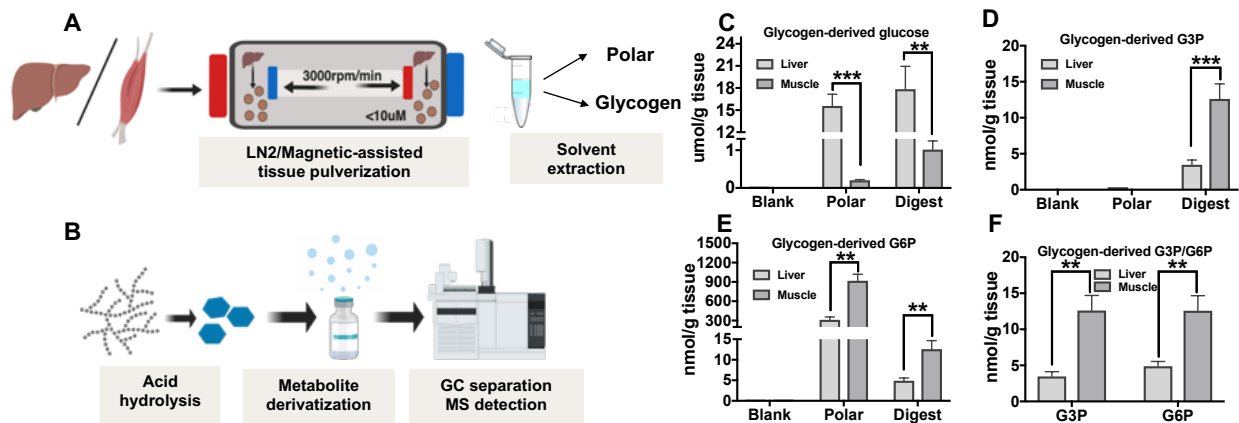 A
3000rpm/min
<10uM
Polar
Glycogen
LN2/Magnetic-assisted
tissue pulverization
Solvent
extraction
B
Acid
hydrolysis
Metabolite
derivatization
GC separation
MS detection
C
Glycogen-derived glucose
Liver
Muscle
***
**
umol/g tissue
24
21
18
15
12
1
0
Blank
Polar
Digest
D
Glycogen-derived G3P
Liver
Muscle
***
nmol/g tissue
20
15
10
5
0
Blank
Polar
Digest
E
Glycogen-derived G6P
Liver
Muscle
**
**
nmol/g tissue
1500
1200
900
600
300
15
10
5
0
Blank
Polar
Digest
F
Glycogen-derived G3P/G6P
**
**
Liver
Muscle
nmol/g tissue
20
15
10
5
0
G3P
G6P